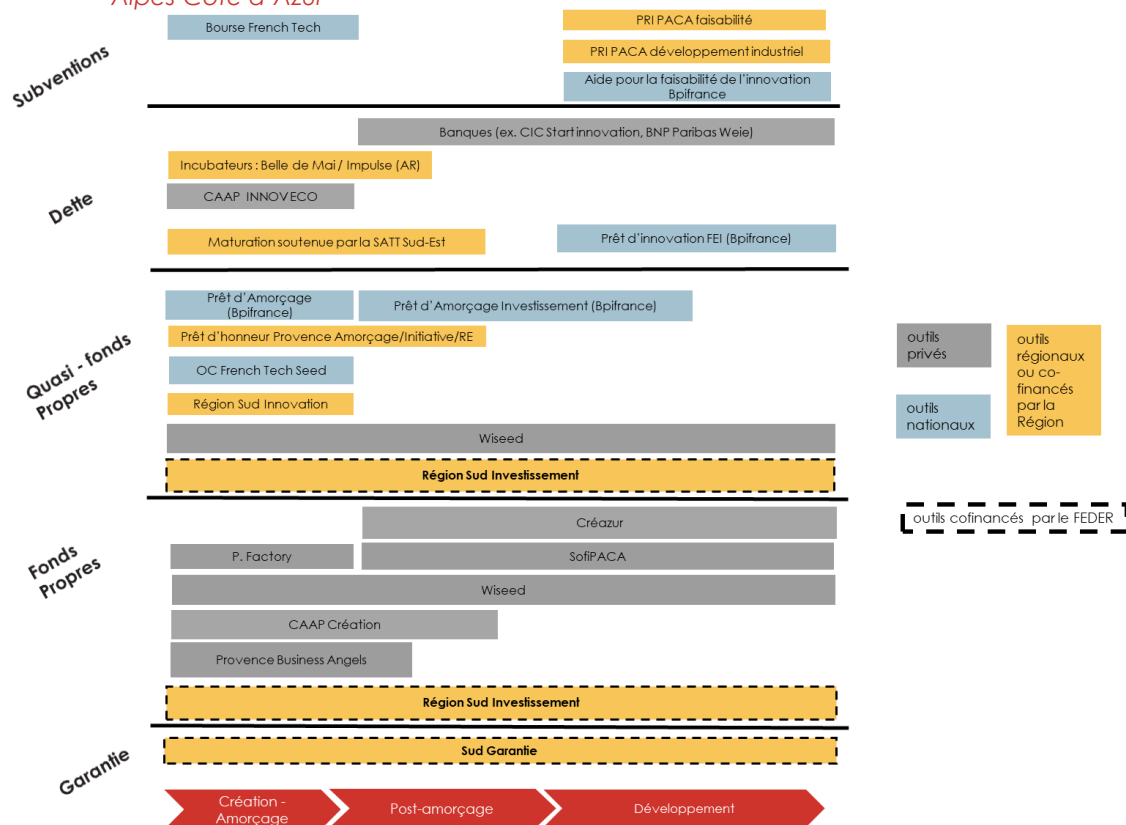 Alpes Côte d'Azur
Subventions
Bourse French Tech
PRI PACA faisabilité
PRI PACA développement industriel
Aide pour la faisabilité de l'innovation
Bpifrance
Dette
Banques (ex. CIC Start innovation, BNP Paribas Weie)
Incubateurs : Belle de Mai / Impulse (AR)
CAAP INNOVECO
Maturation soutenue par la SATT Sud-Est
Prêt d'innovation FEI (Bpifrance)
Quasi - fonds
Propres
Prêt d'Amorçage
(Bpifrance)
Prêt d'Amorçage Investissement (Bpifrance)
Prêt d'honneur Provence Amorçage/Initiative/RE
OC French Tech Seed
Région Sud Innovation
Wiseed
Région Sud Investissement
outils
privés
outils
nationaux
outils
régionaux
ou co-
financés
par la
Région
outils cofinancés par le FEDER
Fonds
Propres
Créazur
P. Factory
SofiPACA
Wiseed
CAAP Création
Provence Business Angels
Région Sud Investissement
Garantie
Sud Garantie
Création -
Amorçage
Post-amorçage
Développement